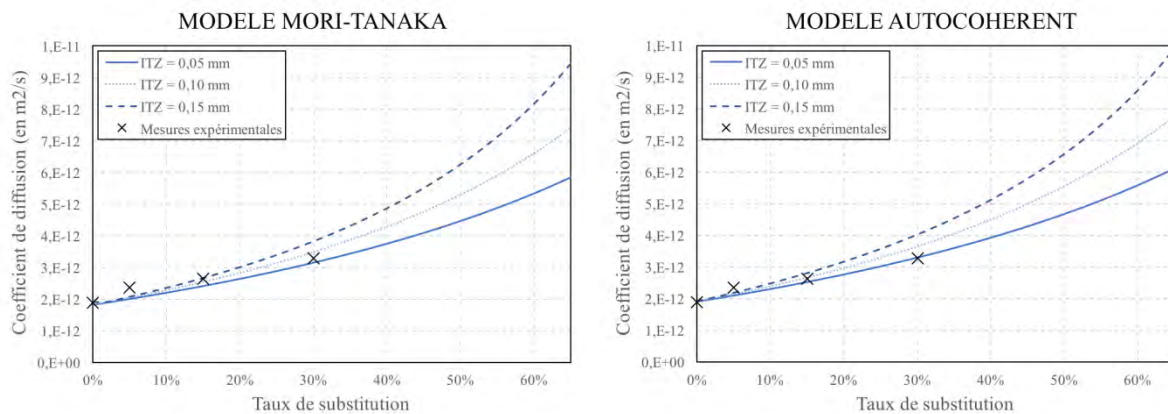 MODELE MORI-TANAKA
Coefficient de diffusion (en m2/s)
1,E-11
9,E-12
8,E-12
7,E-12
6,E-12
5,E-12
4,E-12
3,E-12
2,E-12
1,E-12
0,E+00
ITZ = 0,05 mm
ITZ = 0,10 mm
ITZ = 0,15 mm
Mesures expérimentales
0% 10% 20% 30% 40% 50% 60%
Taux de substitution
MODELE AUTOCOHERENT
Coefficient de diffusion (en m2/s)
1,E-11
9,E-12
8,E-12
7,E-12
6,E-12
5,E-12
4,E-12
3,E-12
2,E-12
1,E-12
0,E+00
ITZ = 0,05 mm
ITZ = 0,10 mm
ITZ = 0,15 mm
Mesures expérimentales
0% 10% 20% 30% 40% 50% 60%
Taux de substitution